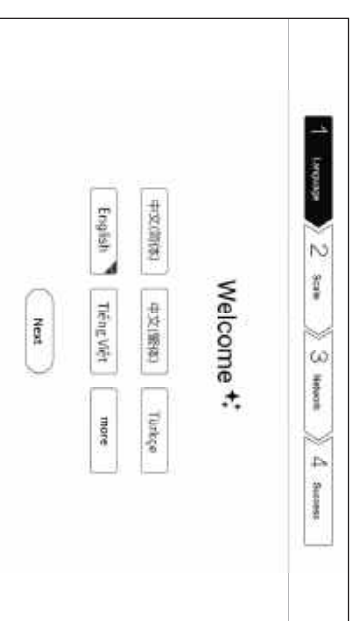 1 Language 2 Scale 3 Network 4 Success
Welcome
中文(简体) 中文(繁体) Türkçe
English Tiếng Việt more
Next